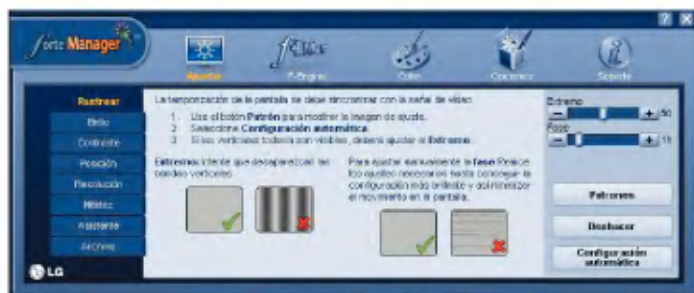 forte Manager
Ajustar
F-Engine
Color
Opciones
Soporte
Rastrear
Brillo
Contraste
Posición
Resolución
Nitidez
Asistente
Archivo
LG
La temporización de la pantalla se debe sincronizar con la señal de vídeo.
1. Use el botón Patrón para mostrar la imagen de ajuste.
2. Seleccione Configuración automática.
3. Si las verticales todavía son visibles, deberá ajustar el Extremo.
Extremos Intente que desaparezcan las
bandas verticales.
Para ajustar manualmente la fase Realice
los ajustes necesarios hasta conseguir la
configuración más brillante y así minimizar
el movimiento en la pantalla.
Extremo
50
Fase
Patrones
Deshacer
Configuración
automática